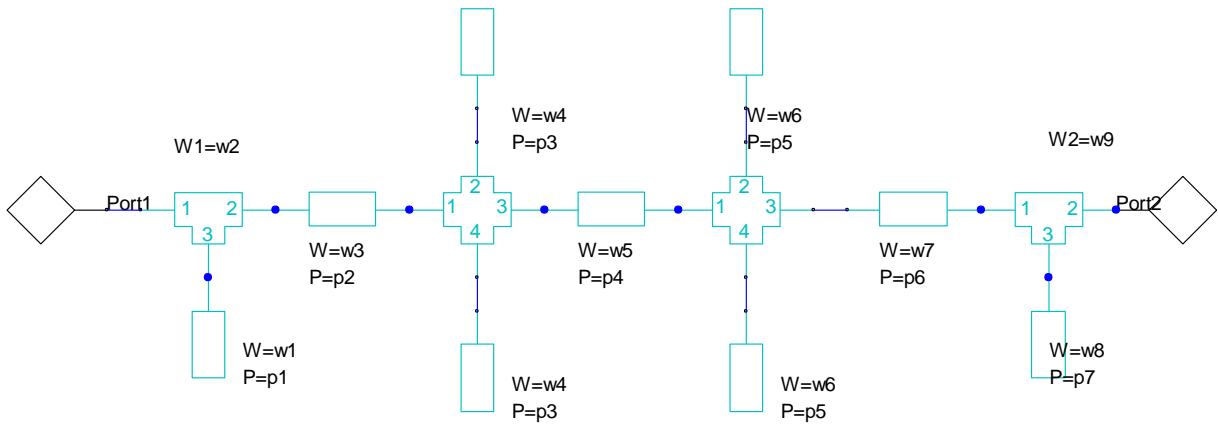 W=w4
P=p3
W=w6
P=p5
W1=w2
W2=w9
Port1
1 2
3
1 2 3
4
1 2 3
4
1 2
3
Port2
W=w3
P=p2
W=w5
P=p4
W=w7
P=p6
W=w1
P=p1
W=w4
P=p3
W=w6
P=p5
W=w8
P=p7